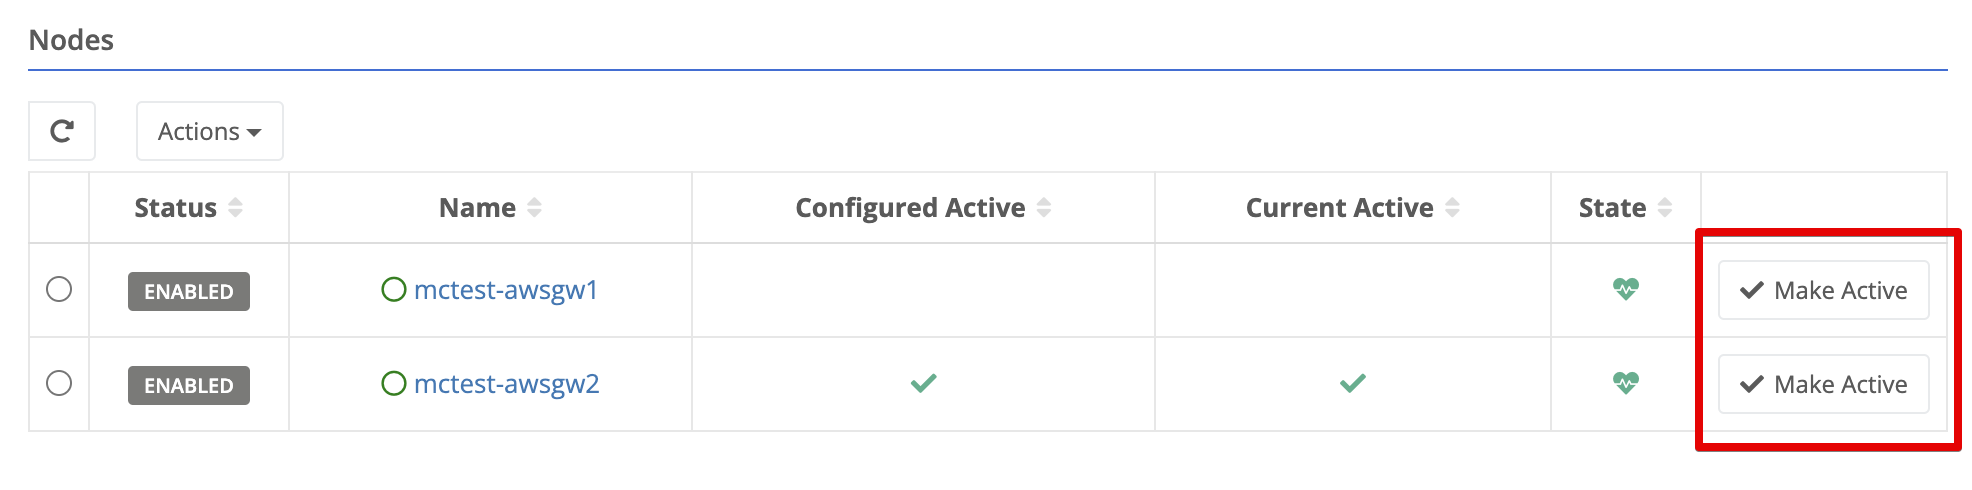 Nodes
Actions
Status Name Configured Active Current Active State
ENABLED mctest-awsgw1 Make Active
ENABLED mctest-awsgw2 Make Active